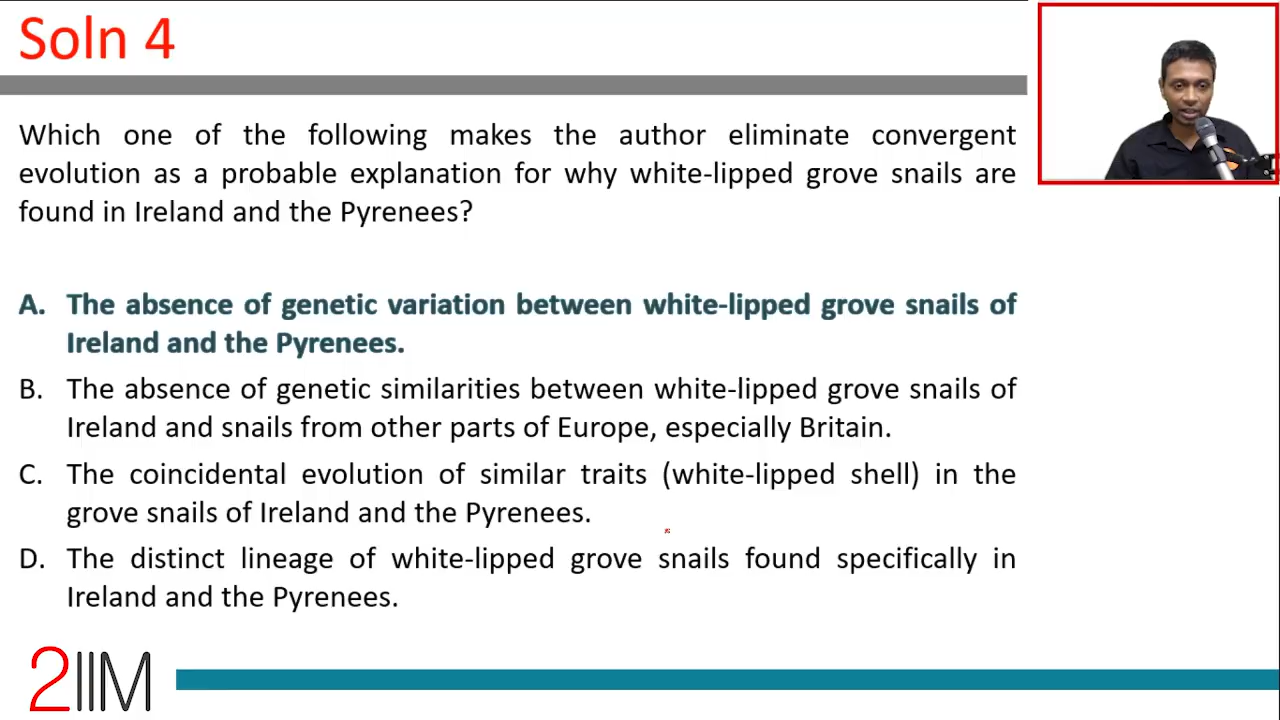 Soln 4
Which one of the following makes the author eliminate convergent
evolution as a probable explanation for why white-lipped grove snails are
found in Ireland and the Pyrenees?
A. The absence of genetic variation between white-lipped grove snails of
Ireland and the Pyrenees.
B. The absence of genetic similarities between white-lipped grove snails of
Ireland and snails from other parts of Europe, especially Britain.
C. The coincidental evolution of similar traits (white-lipped shell) in the
grove snails of Ireland and the Pyrenees.
D. The distinct lineage of white-lipped grove snails found specifically in
Ireland and the Pyrenees.
2IIM